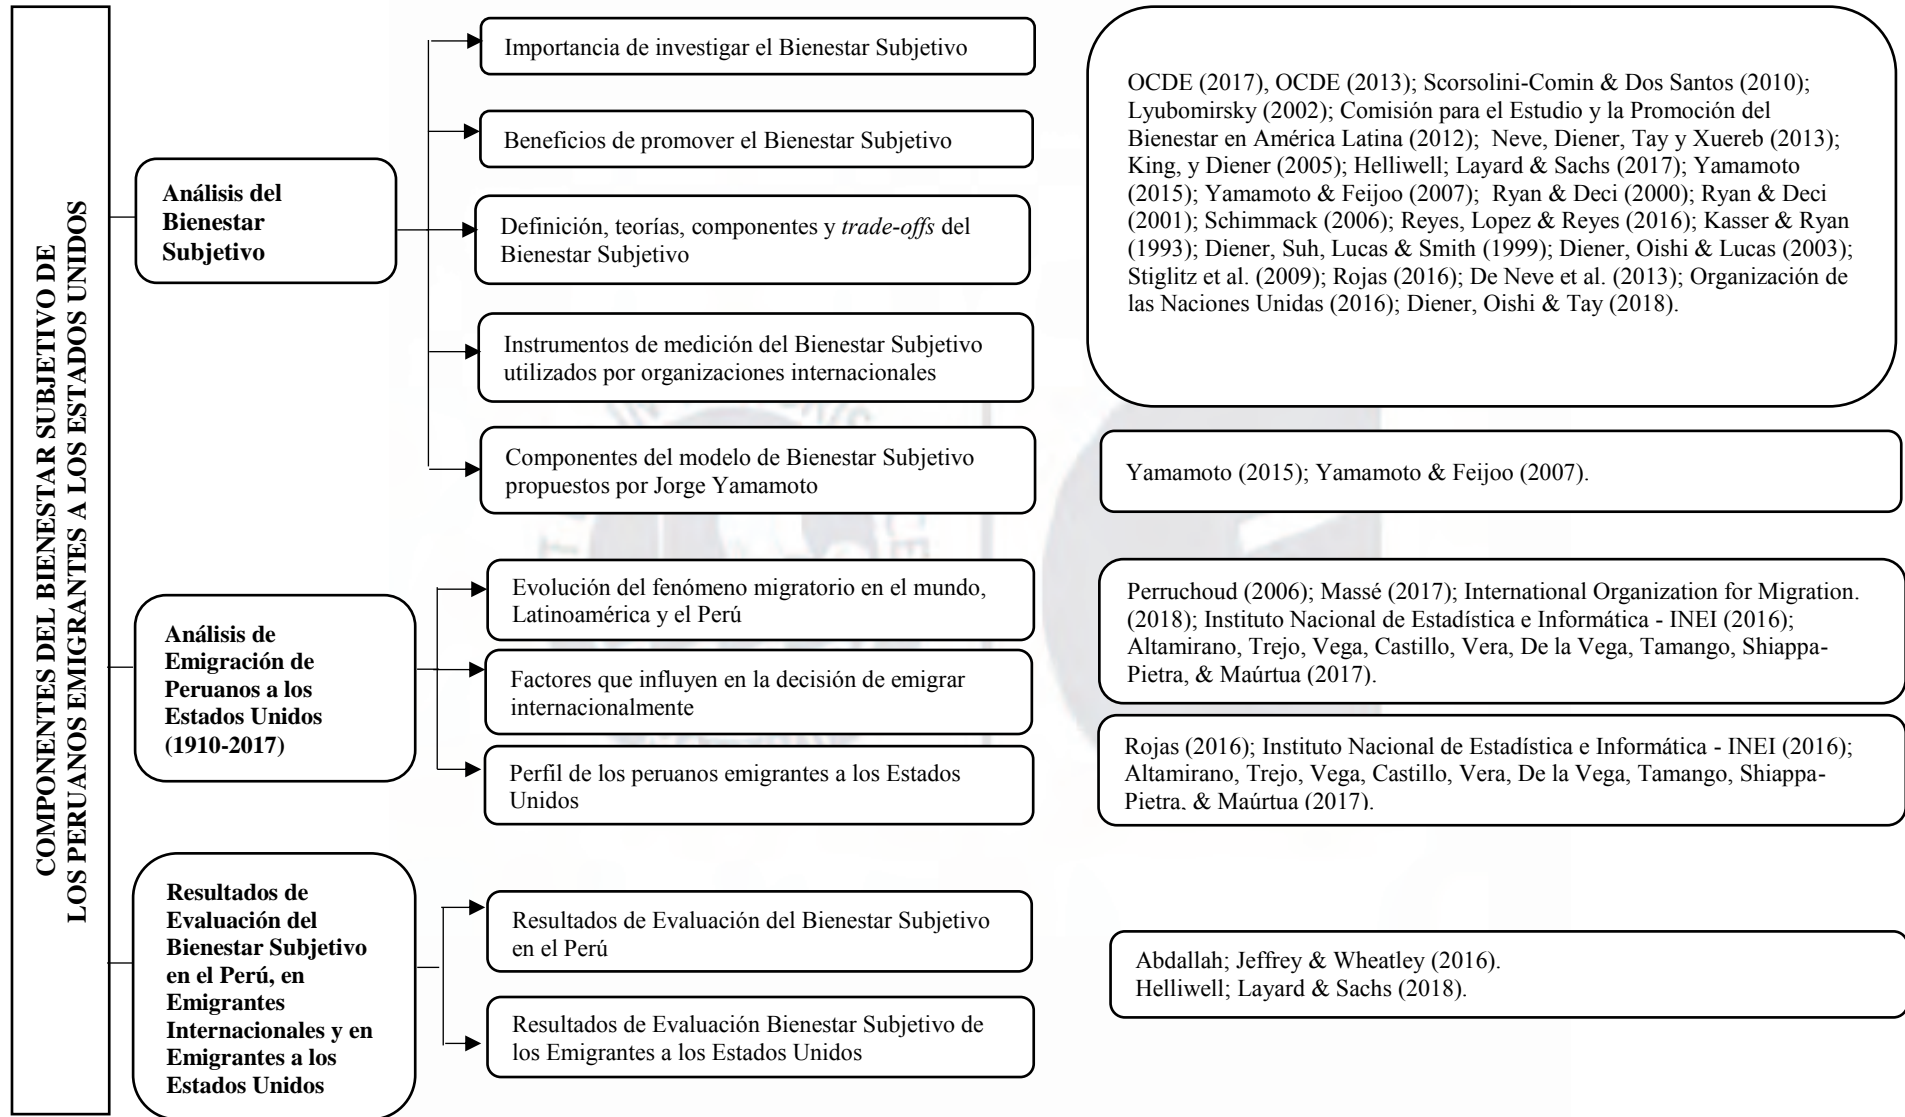 COMPONENTES DEL BIENESTAR SUBJETIVO DE
LOS PERUANOS EMIGRANTES A LOS ESTADOS UNIDOS
Análisis del
Bienestar
Subjetivo
Importancia de investigar el Bienestar Subjetivo
Beneficios de promover el Bienestar Subjetivo
Definición, teorías, componentes y trade-offs del
Bienestar Subjetivo
Instrumentos de medición del Bienestar Subjetivo
utilizados por organizaciones internacionales
Componentes del modelo de Bienestar Subjetivo
propuestos por Jorge Yamamoto
OCDE (2017), OCDE (2013); Scorsolini-Comin & Dos Santos (2010);
Lyubomirsky (2002); Comisión para el Estudio y la Promoción del
Bienestar en América Latina (2012); Neve, Diener, Tay y Xuereb (2013);
King, y Diener (2005); Helliwell; Layard & Sachs (2017); Yamamoto
(2015); Yamamoto & Feijoo (2007); Ryan & Deci (2000); Ryan & Deci
(2001); Schimmack (2006); Reyes, Lopez & Reyes (2016); Kasser & Ryan
(1993); Diener, Suh, Lucas & Smith (1999); Diener, Oishi & Lucas (2003);
Stiglitz et al. (2009); Rojas (2016); De Neve et al. (2013); Organización de
las Naciones Unidas (2016); Diener, Oishi & Tay (2018).
Yamamoto (2015); Yamamoto & Feijoo (2007).
Análisis de
Emigración de
Peruanos a los
Estados Unidos
(1910-2017)
Evolución del fenómeno migratorio en el mundo,
Latinoamérica y el Perú
Factores que influyen en la decisión de emigrar
internacionalmente
Perfil de los peruanos emigrantes a los Estados
Unidos
Perruchoud (2006); Massé (2017); International Organization for Migration.
(2018); Instituto Nacional de Estadística e Informática - INEI (2016);
Altamirano, Trejo, Vega, Castillo, Vera, De la Vega, Tamango, Shiappa-
Pietra, & Maúrtua (2017).
Rojas (2016); Instituto Nacional de Estadística e Informática - INEI (2016);
Altamirano, Trejo, Vega, Castillo, Vera, De la Vega, Tamango, Shiappa-
Pietra, & Maúrtua (2017).
Resultados de
Evaluación del
Bienestar Subjetivo
en el Perú, en
Emigrantes
Internacionales y en
Emigrantes a los
Estados Unidos
Resultados de Evaluación del Bienestar Subjetivo
en el Perú
Resultados de Evaluación Bienestar Subjetivo de
los Emigrantes a los Estados Unidos
Abdallah; Jeffrey & Wheatley (2016).
Helliwell; Layard & Sachs (2018).